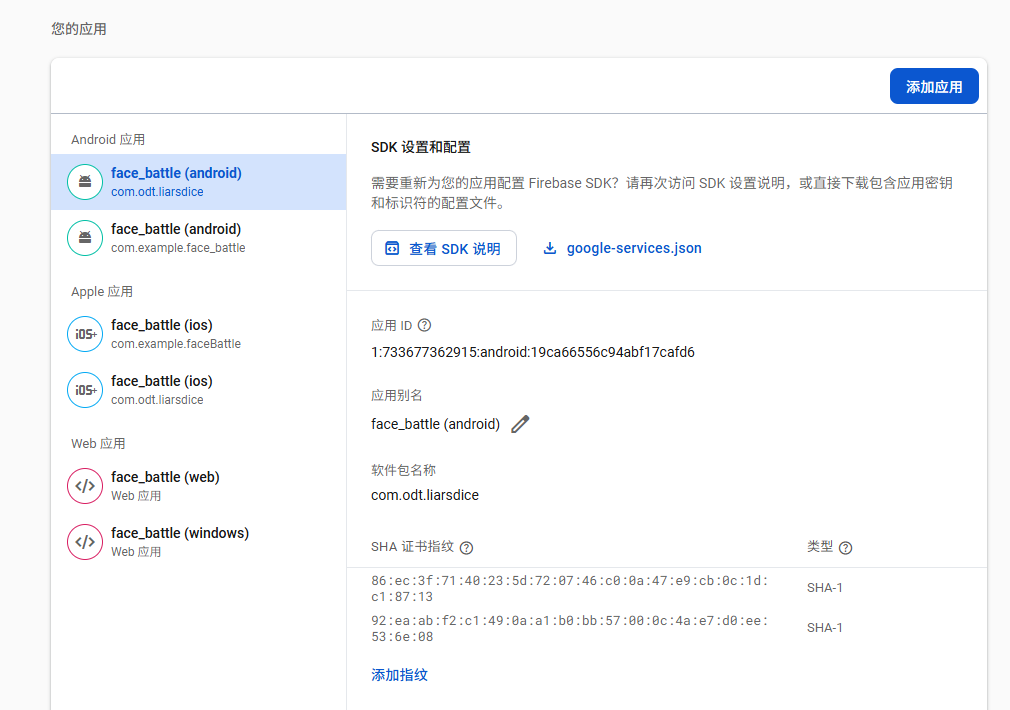 您的应用
添加应用
Android 应用
face_battle (android)
com.odt.liarsdice
face_battle (android)
com.example.face_battle
Apple 应用
iOS+
face_battle (ios)
com.example.faceBattle
iOS+
face_battle (ios)
com.odt.liarsdice
Web 应用
</>
face_battle (web)
Web 应用
</>
face_battle (windows)
Web 应用
SDK 设置和配置
需要重新为您的应用配置 Firebase SDK？请再次访问 SDK 设置说明，或直接下载包含应用密钥
和标识符的配置文件。
查看 SDK 说明
google-services.json
应用 ID
1:733677362915:android:19ca66556c94abf17cafd6
应用别名
face_battle (android)
软件包名称
com.odt.liarsdice
SHA 证书指纹 类型
86:ec:3f:71:40:23:5d:72:07:46:c0:0a:47:e9:cb:0c:1d:
c1:87:13
SHA-1
92:ea:ab:f2:c1:49:0a:a1:b0:bb:57:00:0c:4a:e7:d0:ee:
53:6e:08
SHA-1
添加指纹